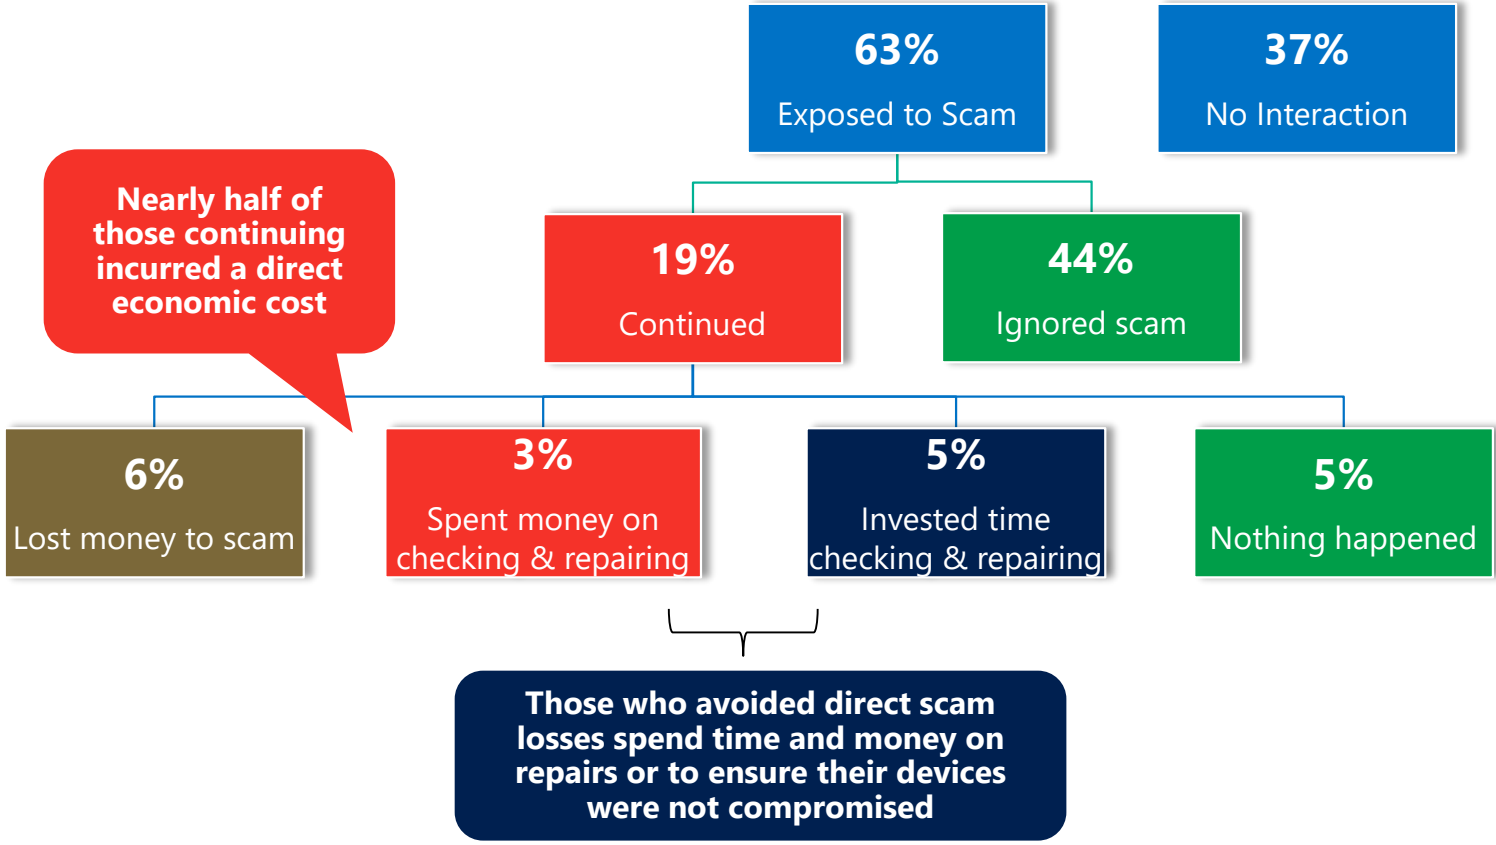 63%
Exposed to Scam
37%
No Interaction
Nearly half of
those continuing
incurred a direct
economic cost
19%
Continued
44%
Ignored scam
6%
Lost money to scam
3%
Spent money on
checking & repairing
5%
Invested time
checking & repairing
5%
Nothing happened
Those who avoided direct scam
losses spend time and money on
repairs or to ensure their devices
were not compromised